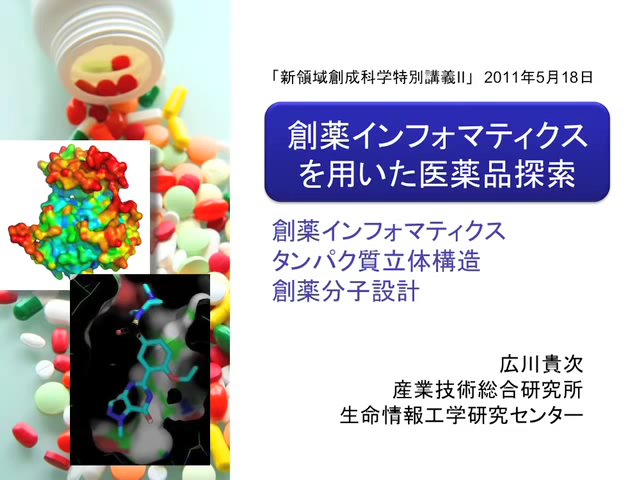 「新領域創成科学特別講義II」 2011年5月18日
創薬インフォマティクス
を用いた医薬品探索
創薬インフォマティクス
タンパク質立体構造
創薬分子設計
広川貴次
産業技術総合研究所
生命情報工学研究センター